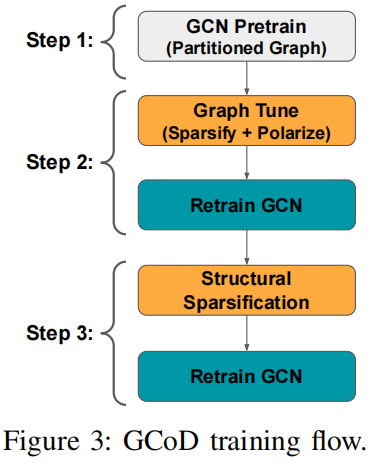 Step 1:
GCN Pretrain
(Partitioned Graph)
Step 2:
Graph Tune
(Sparsify + Polarize)
Retrain GCN
Step 3:
Structural
Sparsification
Retrain GCN
Figure 3: GCoD training flow.